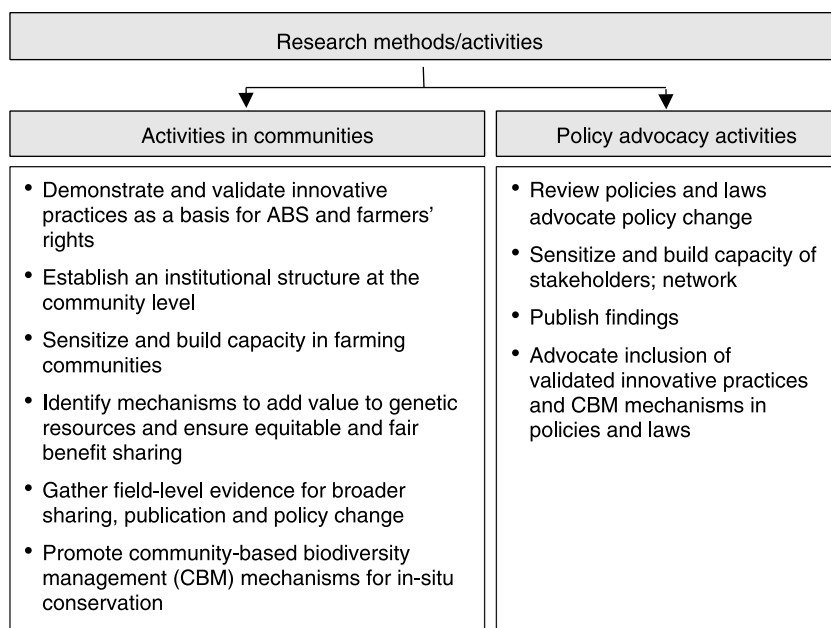 Research methods/activities
Activities in communities
• Demonstrate and validate innovative
practices as a basis for ABS and farmers’
rights
• Establish an institutional structure at the
community level
• Sensitize and build capacity in farming
communities
• Identify mechanisms to add value to genetic
resources and ensure equitable and fair
benefit sharing
• Gather field-level evidence for broader
sharing, publication and policy change
• Promote community-based biodiversity
management (CBM) mechanisms for in-situ
conservation
Policy advocacy activities
• Review policies and laws
advocate policy change
• Sensitize and build capacity of
stakeholders; network
• Publish findings
• Advocate inclusion of
validated innovative practices
and CBM mechanisms in
policies and laws